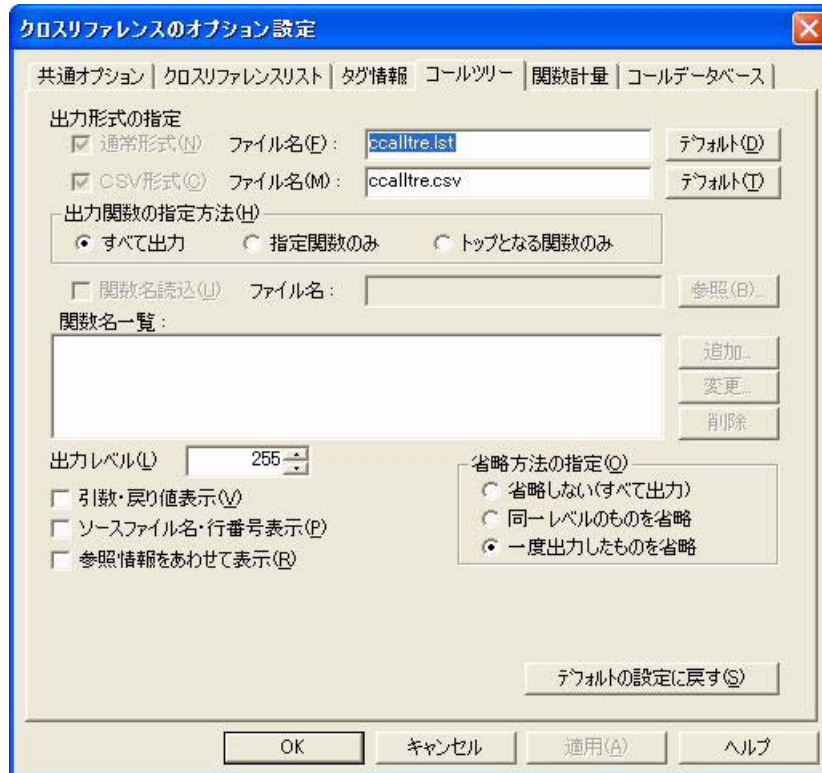 クロスリファレンスのオプション設定
共通オプション クロスリファレンスリスト タグ情報 コールツリー 関数計量 コールデータベース
出力形式の指定
通常形式(N) ファイル名(F)： ccalltre.lst デフォルト(D)
CSV形式(C) ファイル名(M)： ccalltre.csv デフォルト(T)
出力関数の指定方法(H)
すべて出力 指定関数のみ トップとなる関数のみ
関数名読込(U) ファイル名： 参照(B)...
関数名一覧：
追加...
変更...
削除
出力レベル(L) 255
省略方法の指定(O)
引数・戻り値表示(V)
省略しない(すべて出力)
ソースファイル名・行番号表示(P)
同一レベルのものを省略
参照情報をあわせて表示(R)
一度出力したものを省略
デフォルトの設定に戻す(S)
OK キャンセル 適用(A) ヘルプ